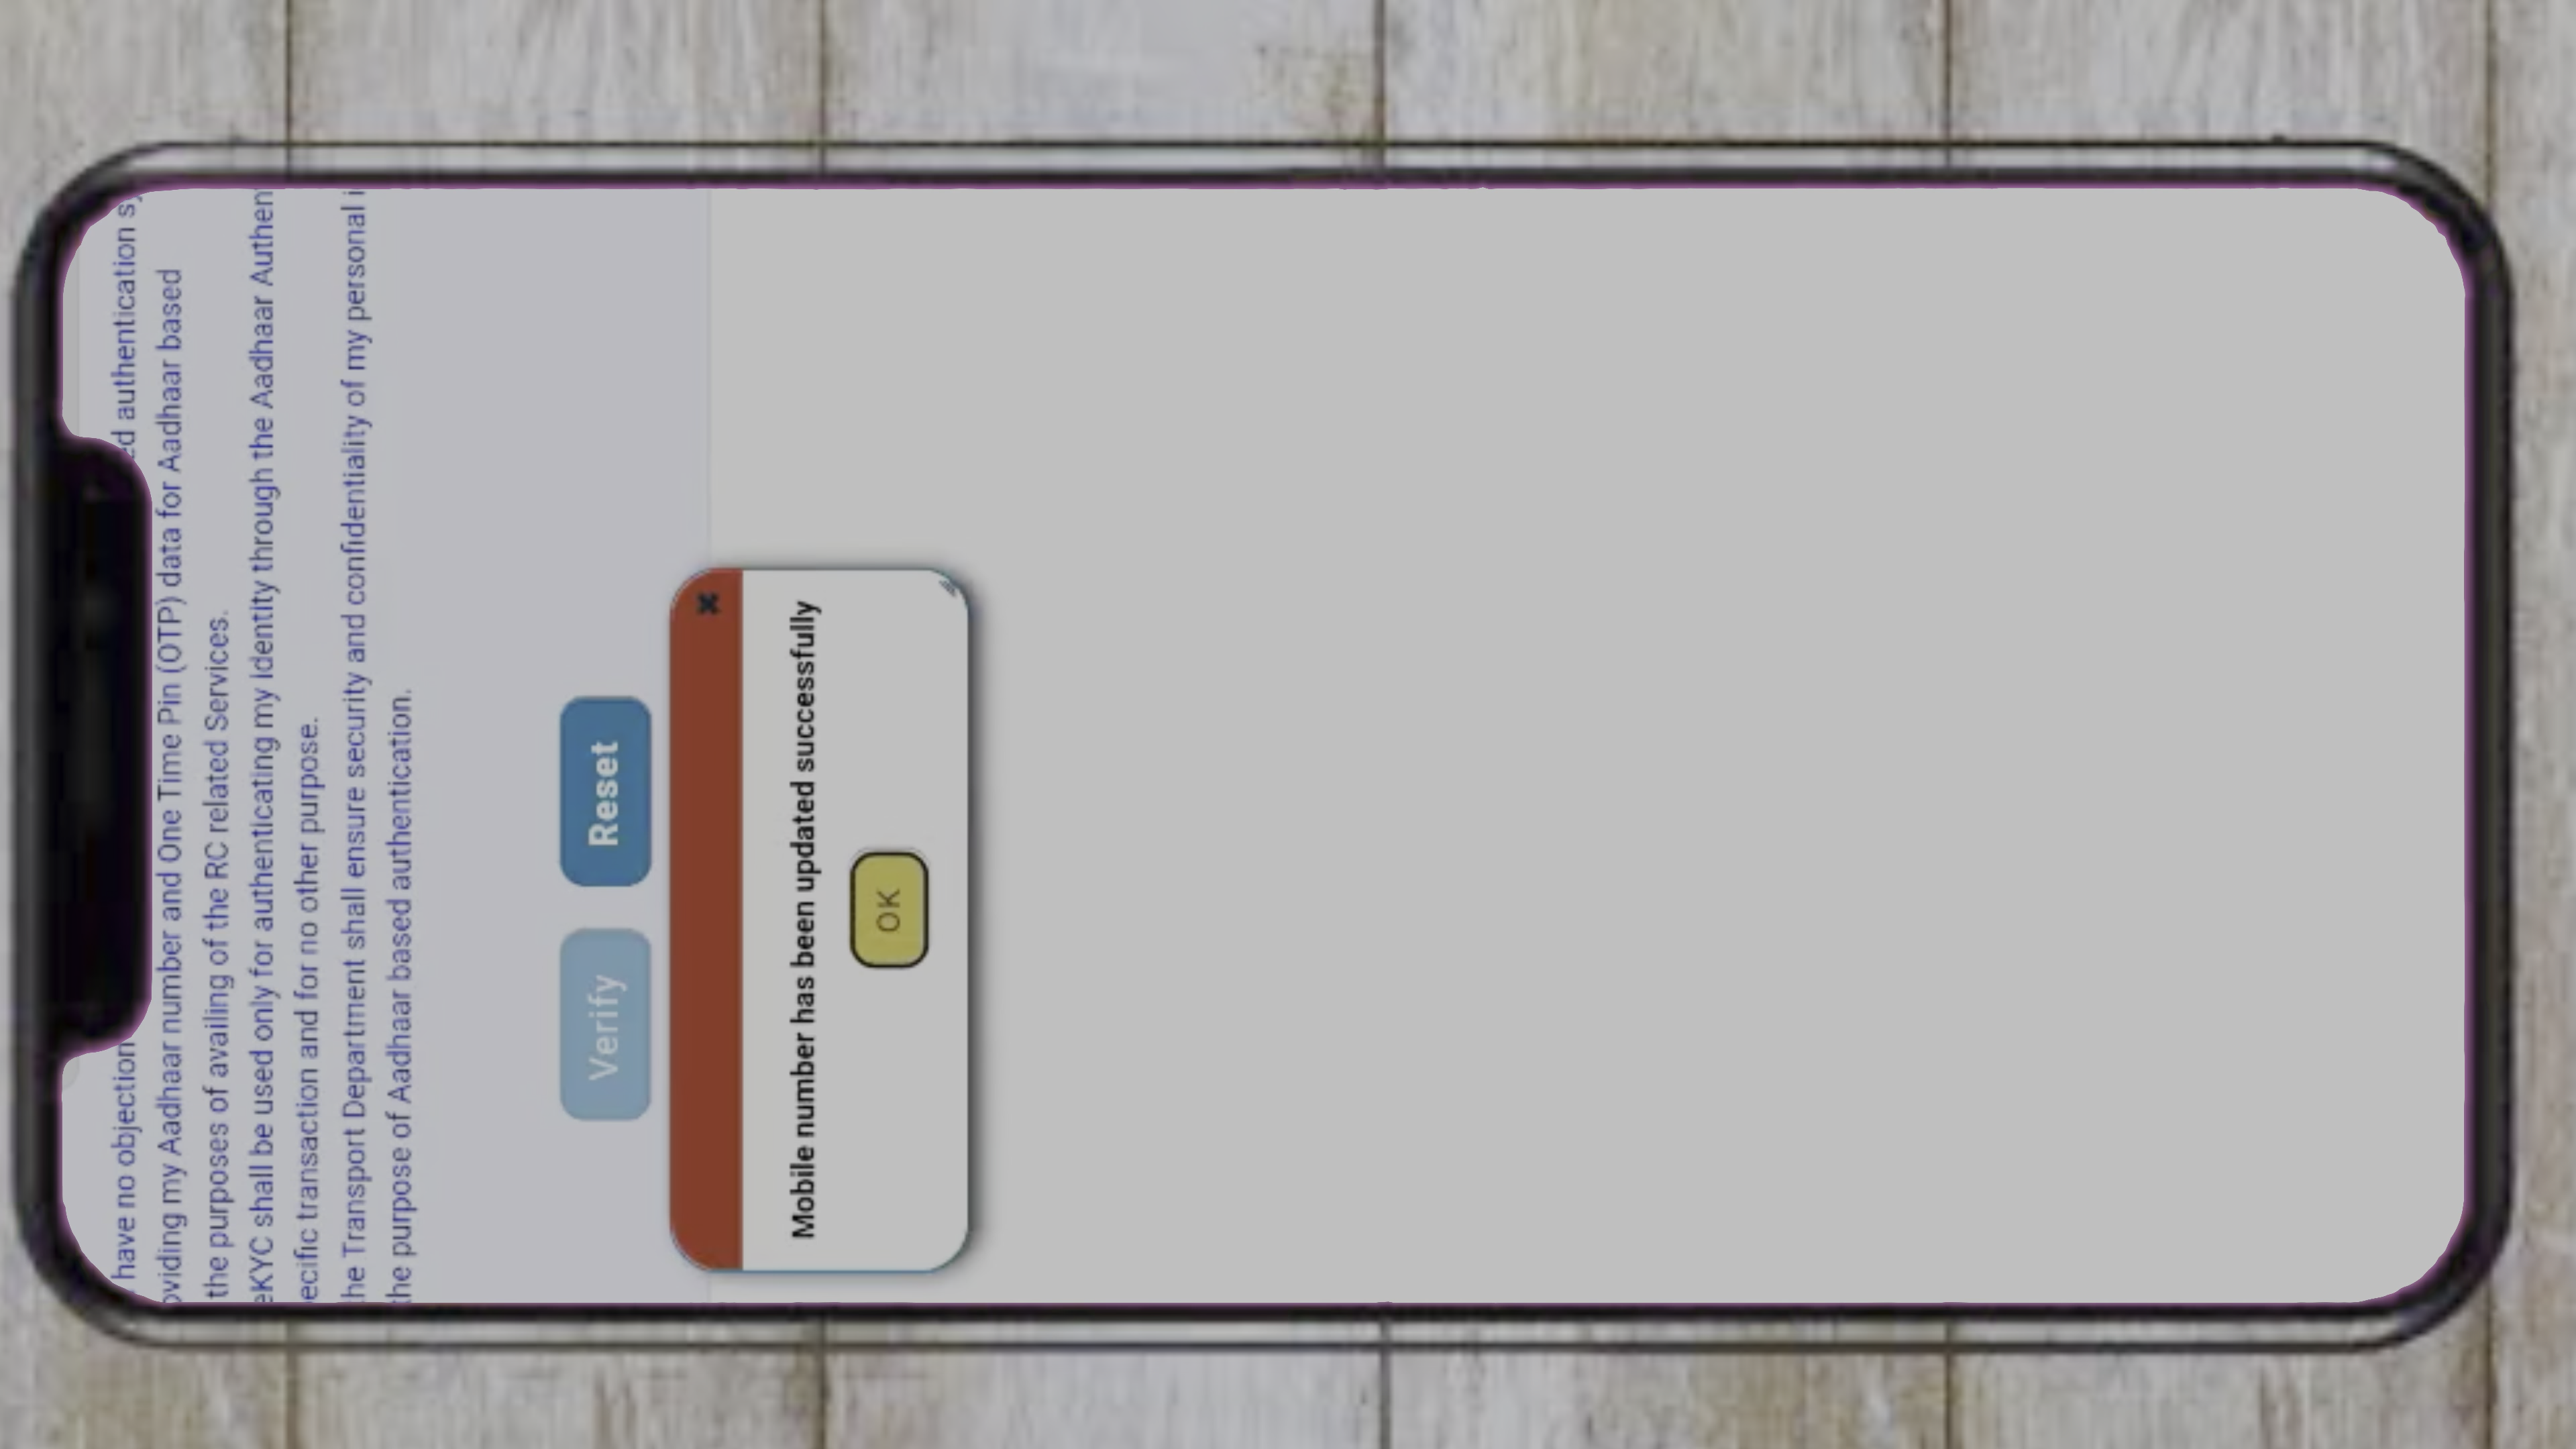 have no objection ed authentication
oviding my Aadhaar number and One Time Pin (OTP) data for Aadhaar based
the purposes of availing of the RC related Services.
eKYC shall be used only for authenticating my identity through the Aadhaar Authen
ecific transaction and for no other purpose.
he Transport Department shall ensure security and confidentiality of my personal i
he purpose of Aadhaar based authentication.
Verify Reset
Mobile number has been updated successfully
OK